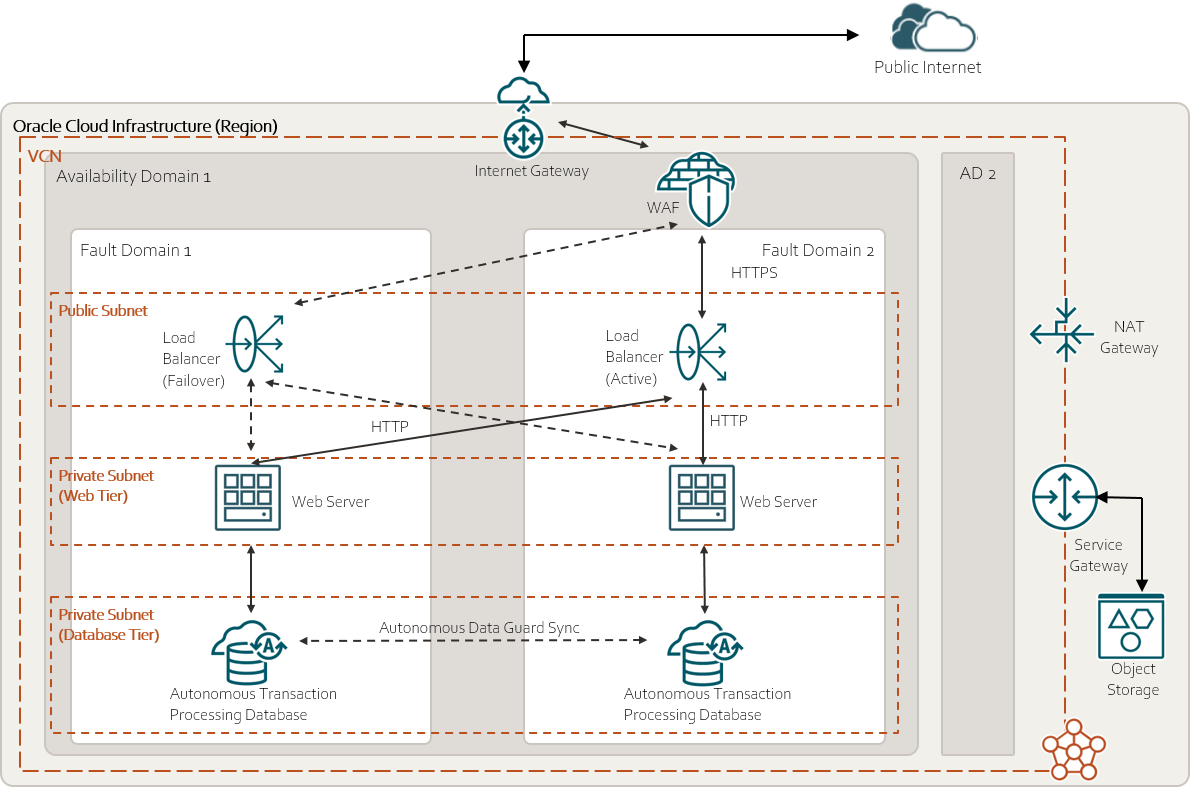 Public Internet
Oracle Cloud Infrastructure (Region)
VCN
Internet Gateway
Availability Domain 1
AD 2
WAF
Fault Domain 1
Fault Domain 2
HTTPS
Public Subnet
Load
Balancer
(Failover)
Load
Balancer
(Active)
NAT
Gateway
HTTP
HTTP
Private Subnet
(Web Tier)
Web Server
Web Server
Service
Gateway
Private Subnet
(Database Tier)
Autonomous Data Guard Sync
A
A
Autonomous Transaction
Processing Database
Autonomous Transaction
Processing Database
Object
Storage